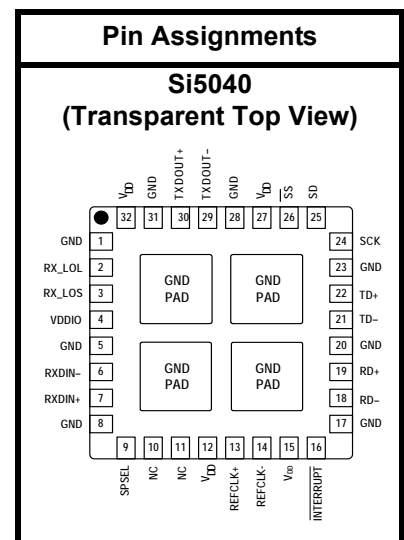 Pin Assignments
Si5040
(Transparent Top View)
VDD
GND
TXDOUT+
TXDOUT–
GND
VDD
SS
SD
32 31 30 29 28 27 26 25
GND 1
RX_LOL 2
RX_LOS 3
VDDIO 4
GND 5
RXDIN– 6
RXDIN+ 7
GND 8
GND
PAD
GND
PAD
GND
PAD
GND
PAD
24 SCK
23 GND
22 TD+
21 TD–
20 GND
19 RD+
18 RD–
17 GND
9 10 11 12 13 14 15 16
SPSEL
NC
NC
VDD
REFCLK+
REFCLK-
VDD
INTERRUPT